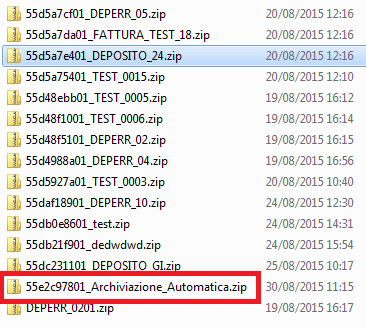 55d5a7cf01_DEPERR_05.zip 20/08/2015 12:16
55d5a7da01_FATTURA_TEST_18.zip 20/08/2015 12:16
55d5a7e401_DEPOSITO_24.zip 20/08/2015 12:16
55d5a75401_TEST_0015.zip 20/08/2015 12:10
55d48ebb01_TEST_0005.zip 19/08/2015 16:12
55d48f1001_TEST_0006.zip 19/08/2015 16:14
55d48f5101_DEPERR_02.zip 19/08/2015 16:15
55d4988a01_DEPERR_04.zip 19/08/2015 16:56
55d5927a01_TEST_0003.zip 20/08/2015 10:40
55daf18901_DEPERR_10.zip 24/08/2015 12:30
55db0e8601_test.zip 24/08/2015 14:31
55db21f901_dedwdwd.zip 24/08/2015 15:54
55dc231101_DEPOSITO_GI.zip 25/08/2015 10:17
55e2c97801_Archiviazione_Automatica.zip 30/08/2015 11:15
DEPERR_0201.zip 19/08/2015 16:17